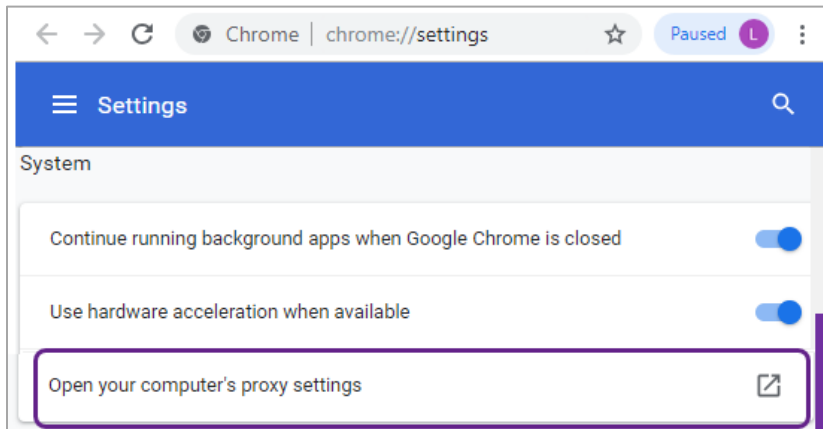 Chrome | chrome://settings Paused L
Settings
System
Continue running background apps when Google Chrome is closed
Use hardware acceleration when available
Open your computer's proxy settings